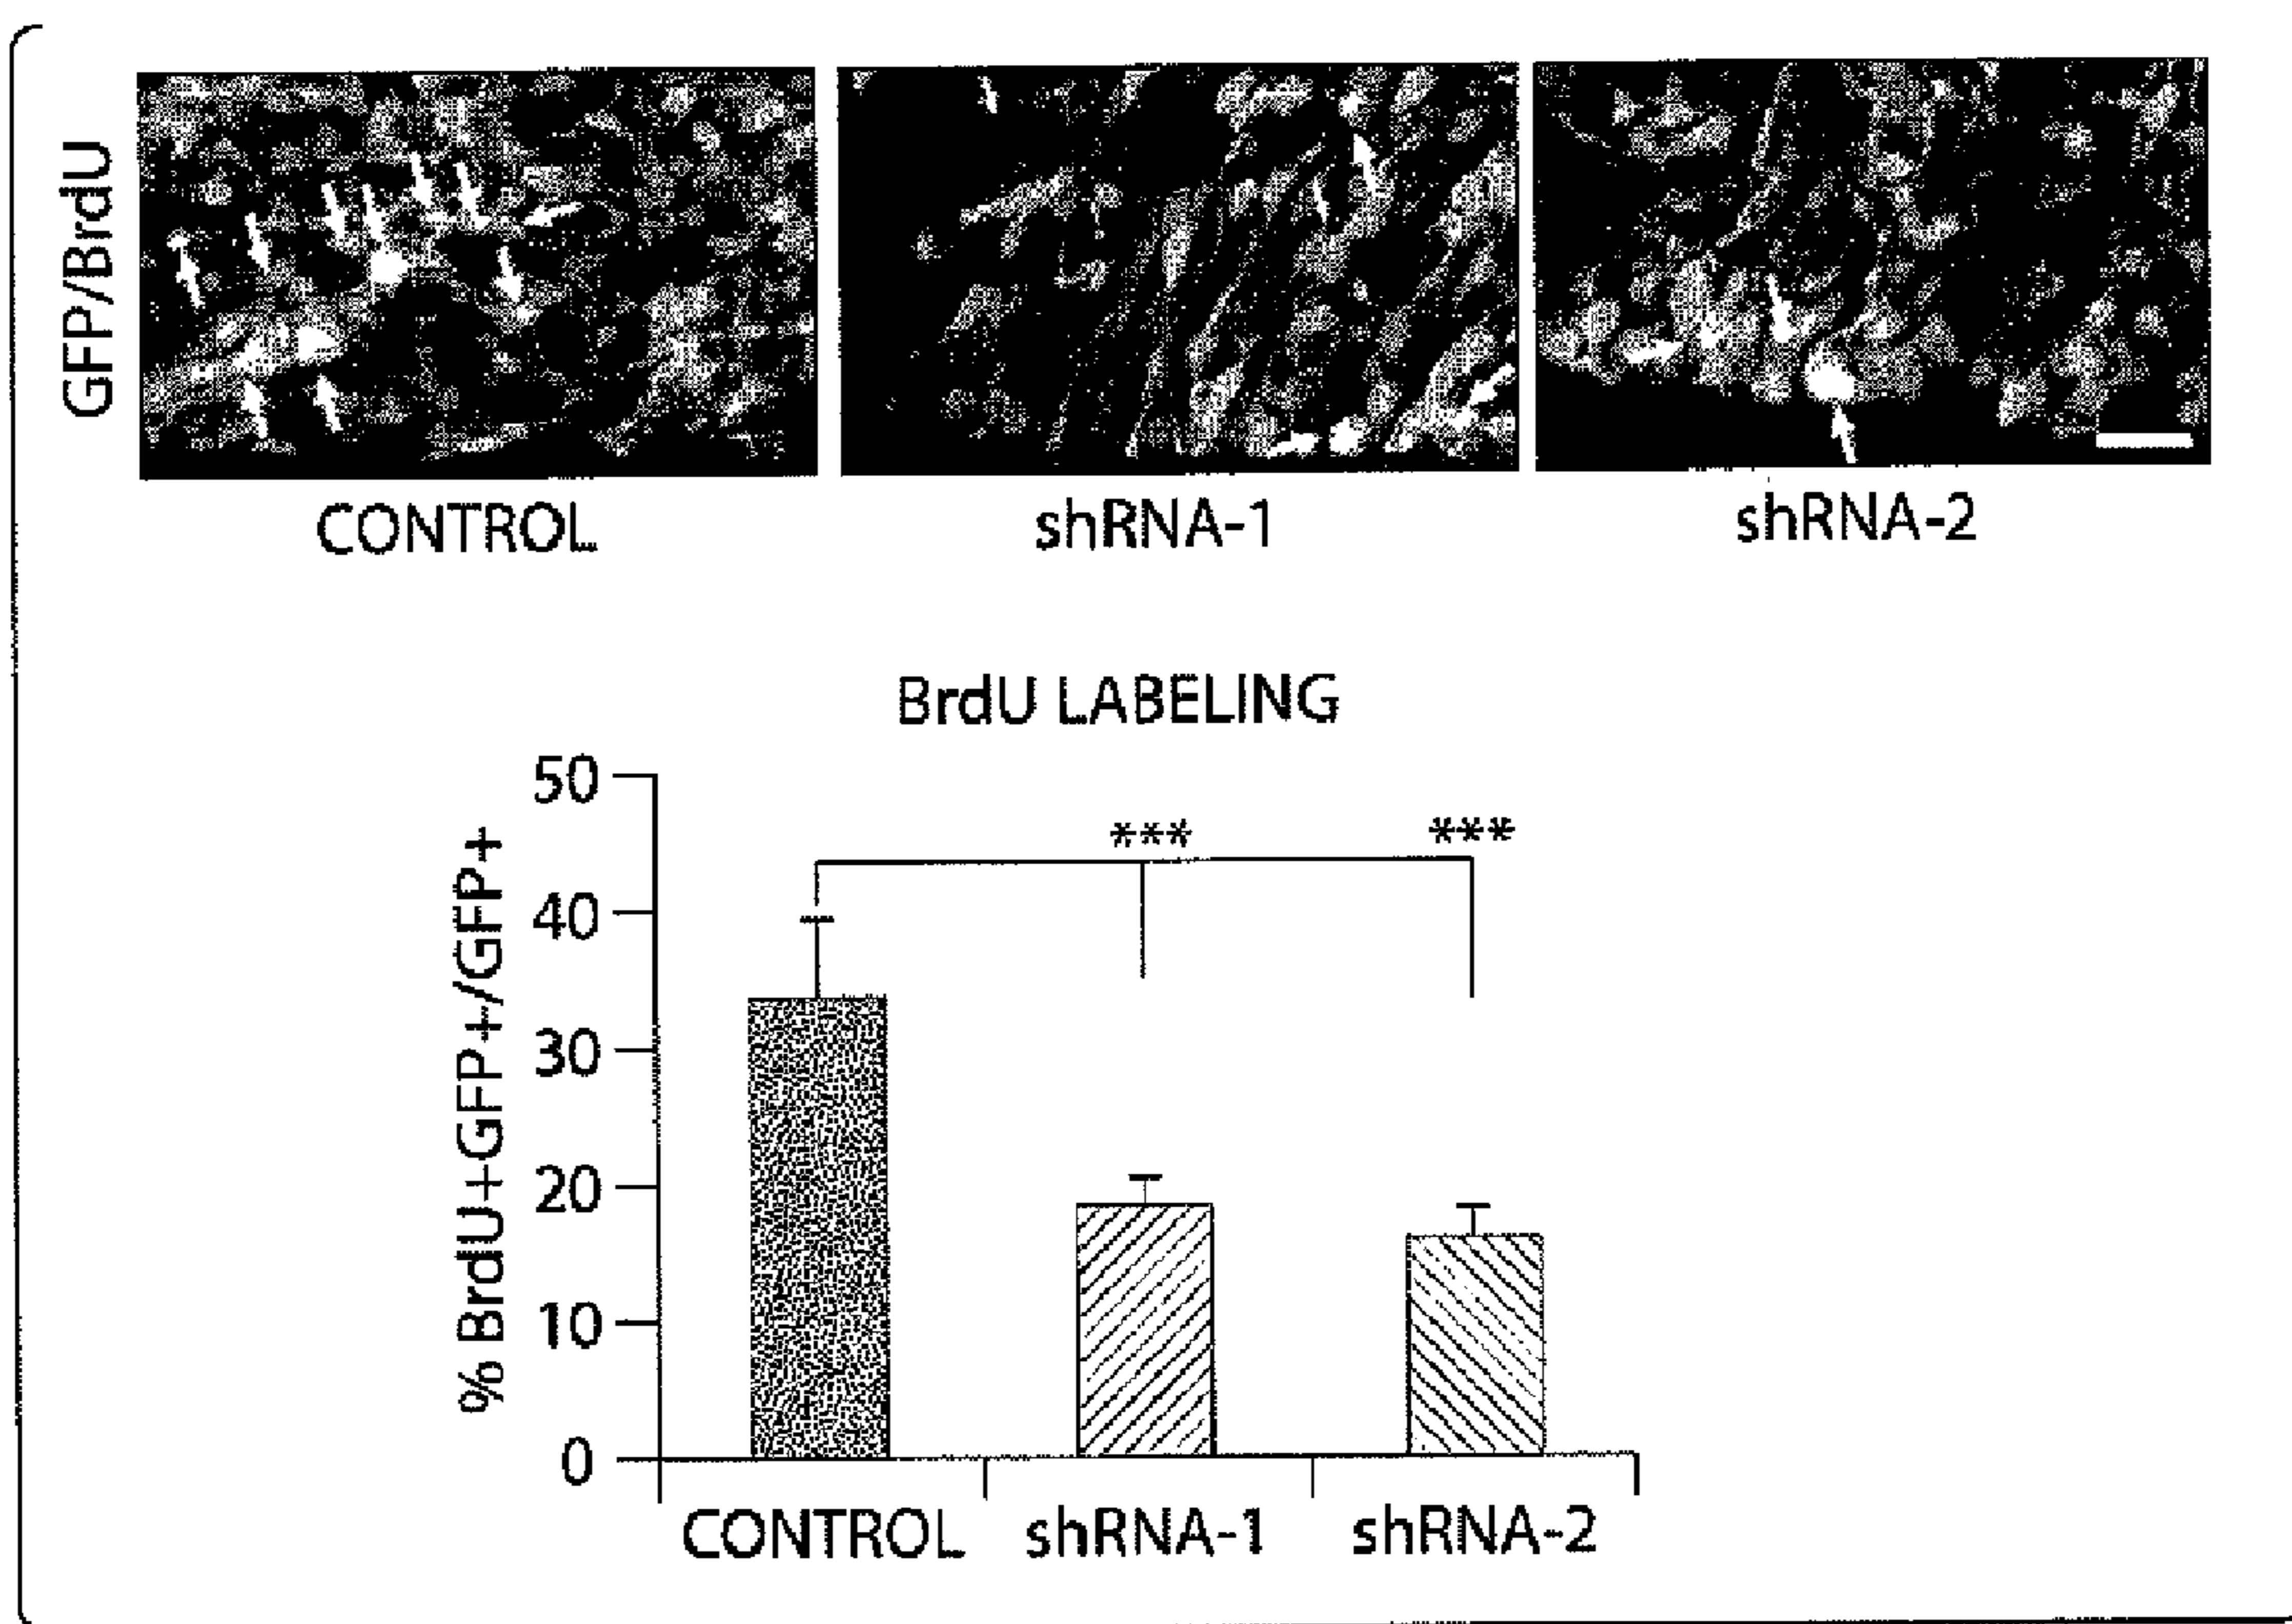 GFP/BrdU
CONTROL
shRNA-1
shRNA-2
BrdU LABELING
% BrdU+GFP+/GFP+
50
40
30
20
10
0
***
***
CONTROL
shRNA-1
shRNA-2